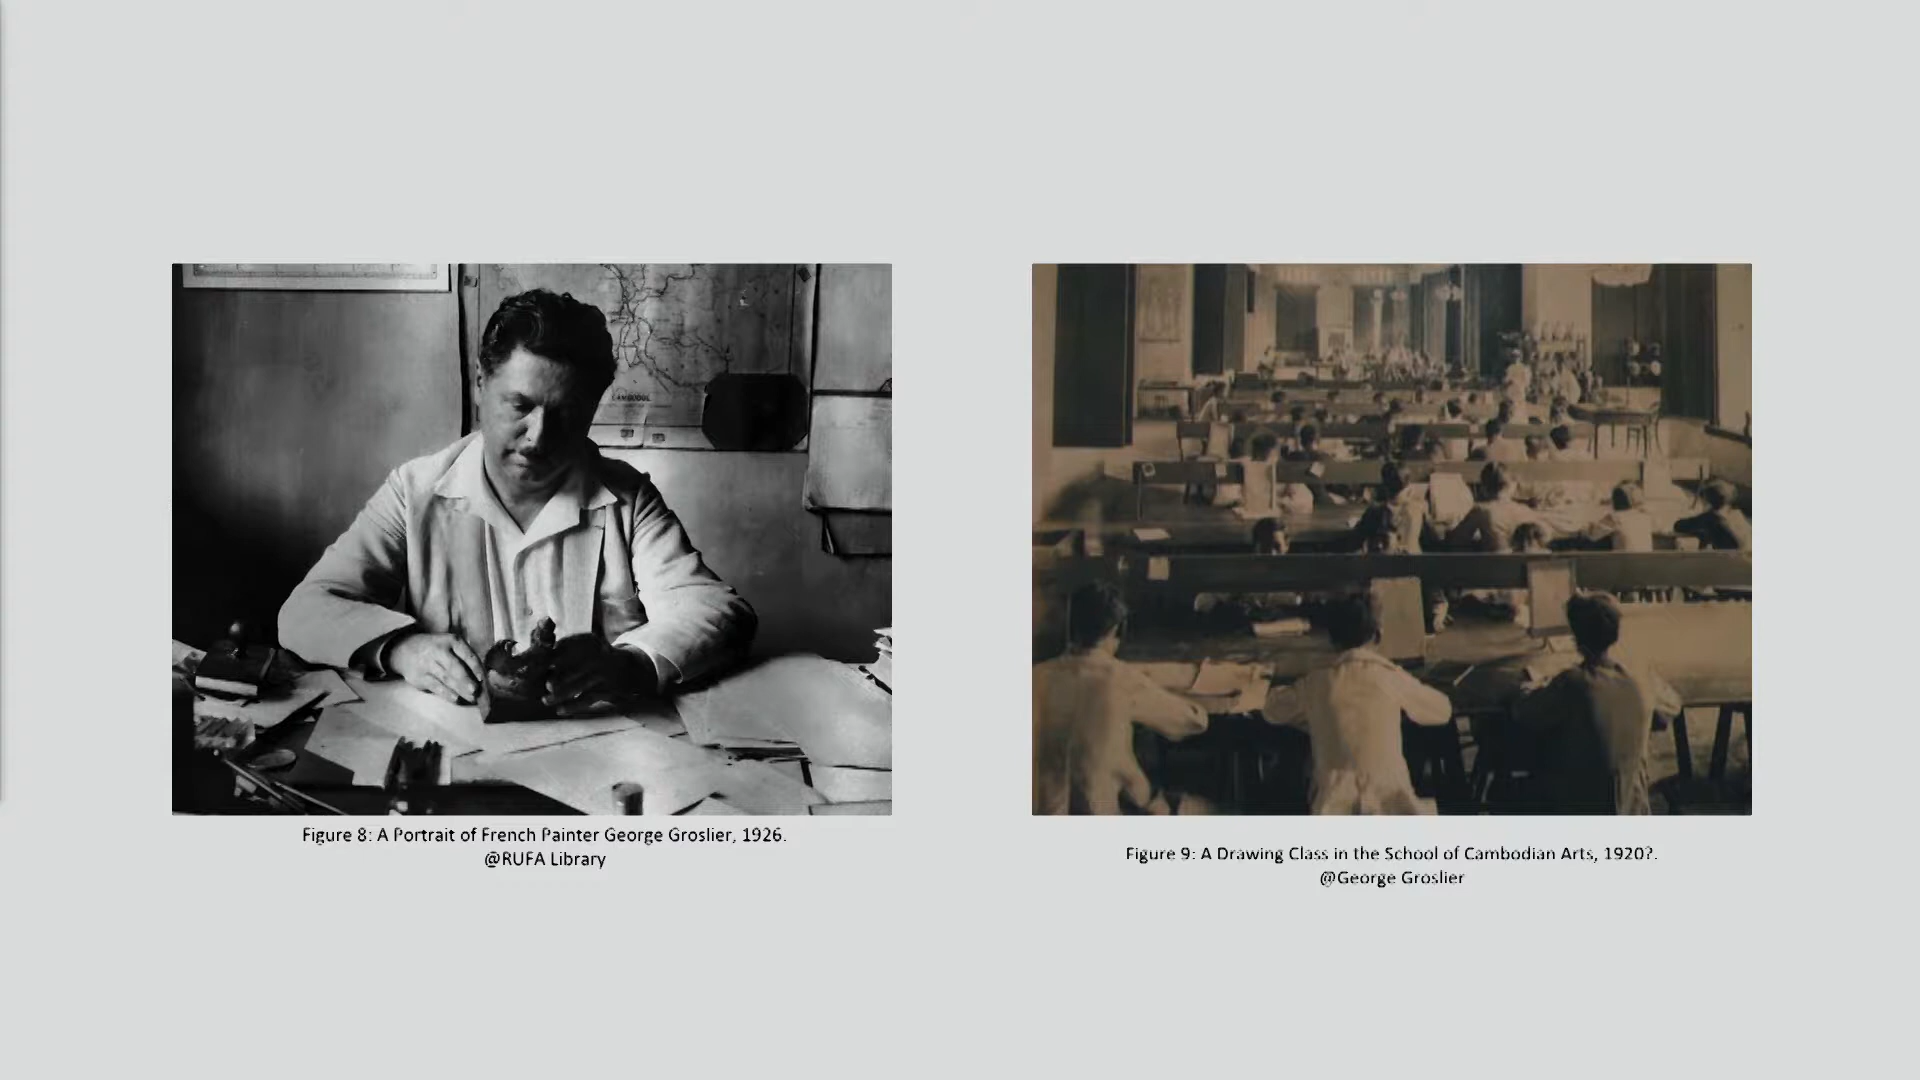 CAMBODGE
Figure 8: A Portrait of French Painter George Groslier, 1926.
@RUFA Library
Figure 9: A Drawing Class in the School of Cambodian Arts, 1920?.
@George Groslier